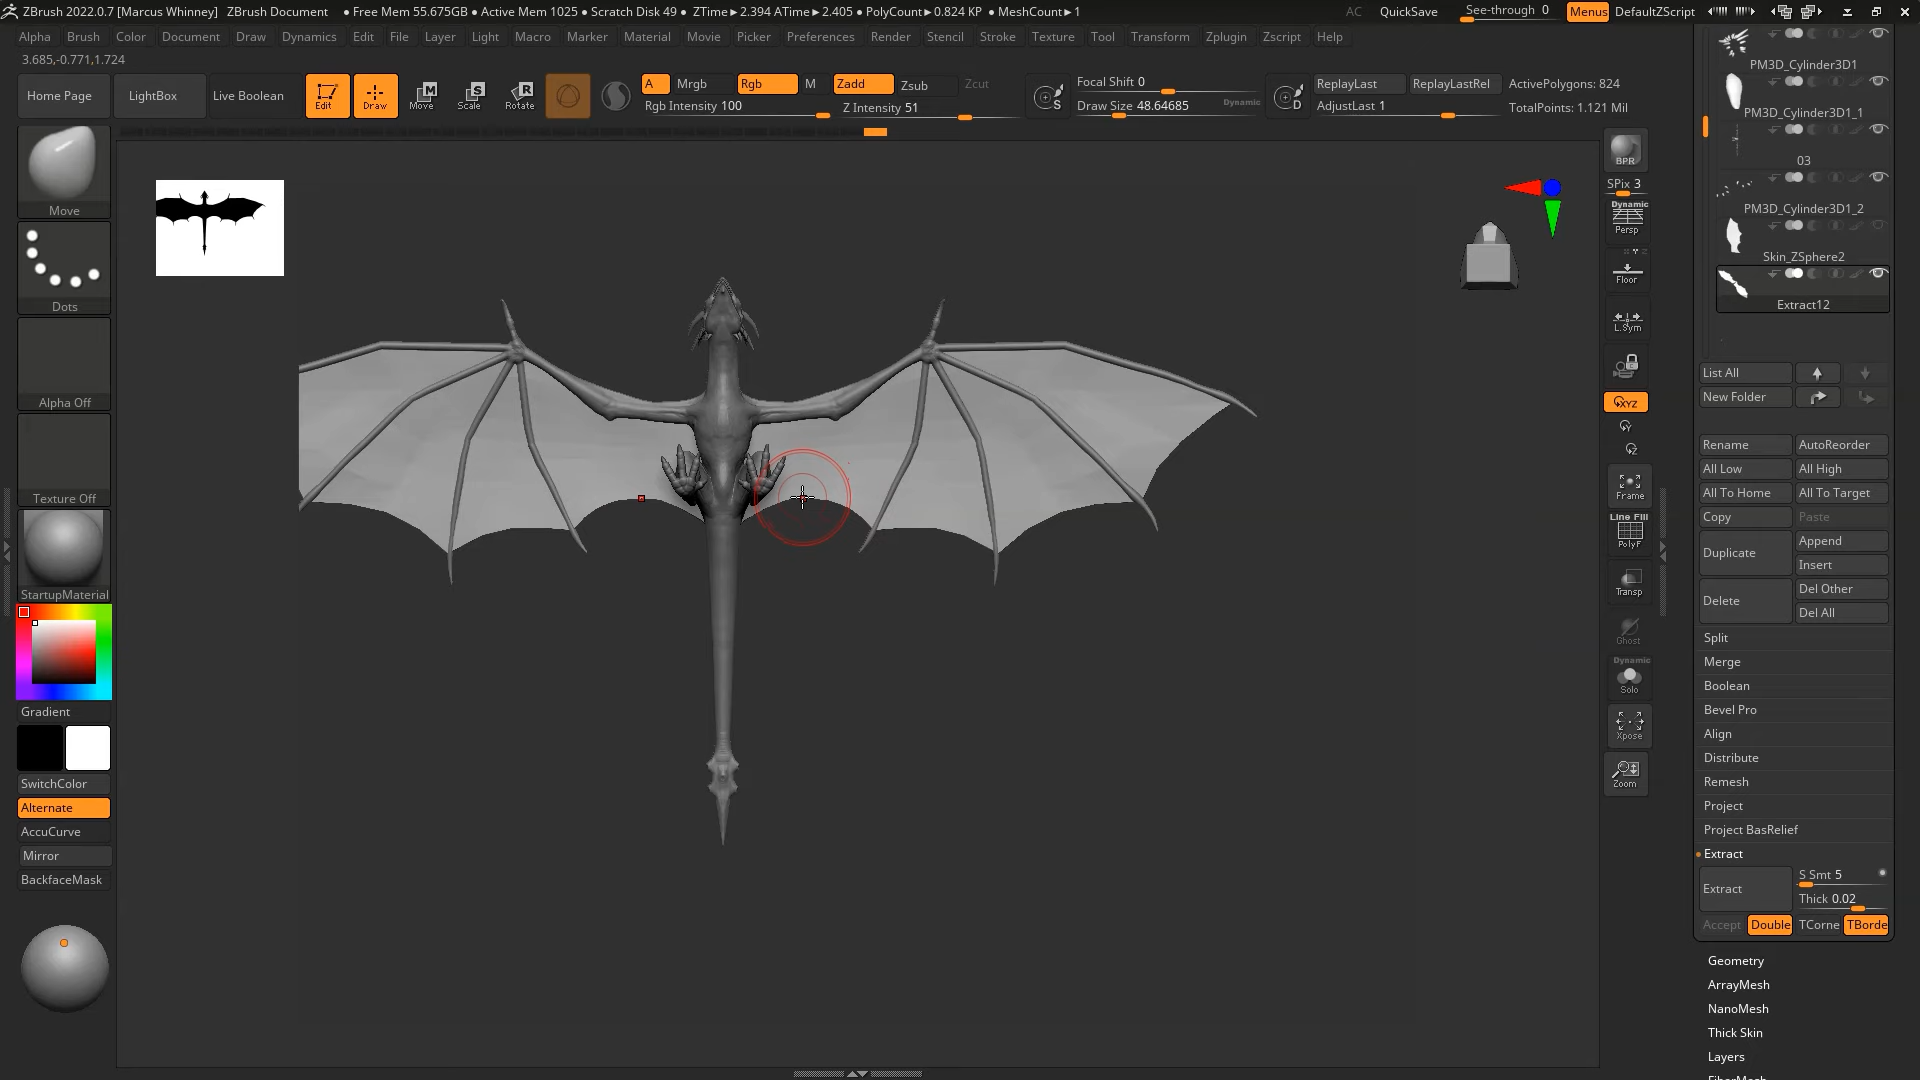 ZBrush 2022.0.7 [Marcus Whinney] ZBrush Document • Free Mem 55.675GB • Active Mem 1025 • Scratch Disk 49 • ZTime►2.394 ATime►2.405 • PolyCount►0.824 KP • MeshCount►1 AC QuickSave See-through 0 Menus DefaultZScript
Alpha Brush Color Document Draw Dynamics Edit File Layer Light Macro Marker Material Movie Picker Preferences Render Stencil Stroke Texture Tool Transform Zplugin Zscript Help
3.685,-0.771,1.724
Home Page LightBox Live Boolean Edit Draw Move Scale Rotate
A Mrgb Rgb M Zadd Zsub Zcut
Rgb Intensity 100 Z Intensity 51
Focal Shift 0
Draw Size 48.64685 Dynamic
ReplayLast ReplayLastRel ActivePolygons: 824
AdjustLast 1 TotalPoints: 1.121 Mil
Move
Dots
Alpha Off
Texture Off
StartupMaterial
Gradient
SwitchColor
Alternate
AccuCurve
Mirror
BackfaceMask
BPR
SPix 3
Dynamic
Persp
Floor
L.Sym
XYZ
Frame
Line Fill
PolyF
Transp
Ghost
Dynamic
Solo
Xpose
Zoom
PM3D_Cylinder3D1
PM3D_Cylinder3D1_1
03
PM3D_Cylinder3D1_2
Skin_ZSphere2
Extract12
List All
New Folder
Rename AutoReorder
All Low All High
All To Home All To Target
Copy Paste
Duplicate Append
Insert
Delete Del Other
Del All
Split
Merge
Boolean
Bevel Pro
Align
Distribute
Remesh
Project
Project BasRelief
Extract
Extract S Smt 5
Thick 0.02
Accept Double TCorne TBorde
Geometry
ArrayMesh
NanoMesh
Thick Skin
Layers